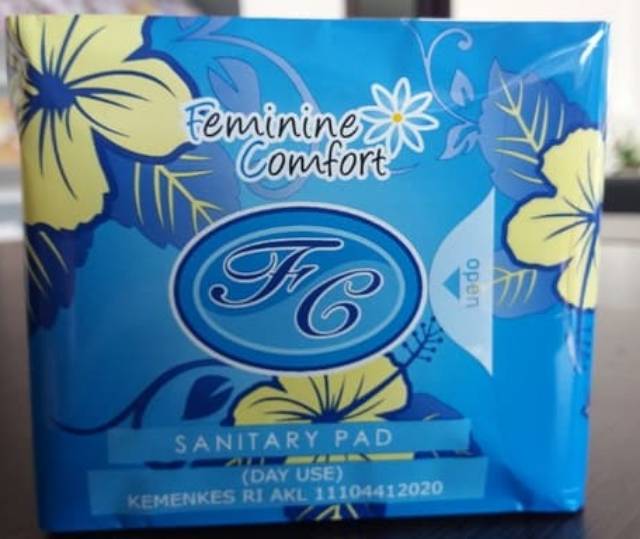 Feminine
Comfort
FC
open
SANITARY PAD
(DAY USE)
KEMENKES RI AKL 11104412020